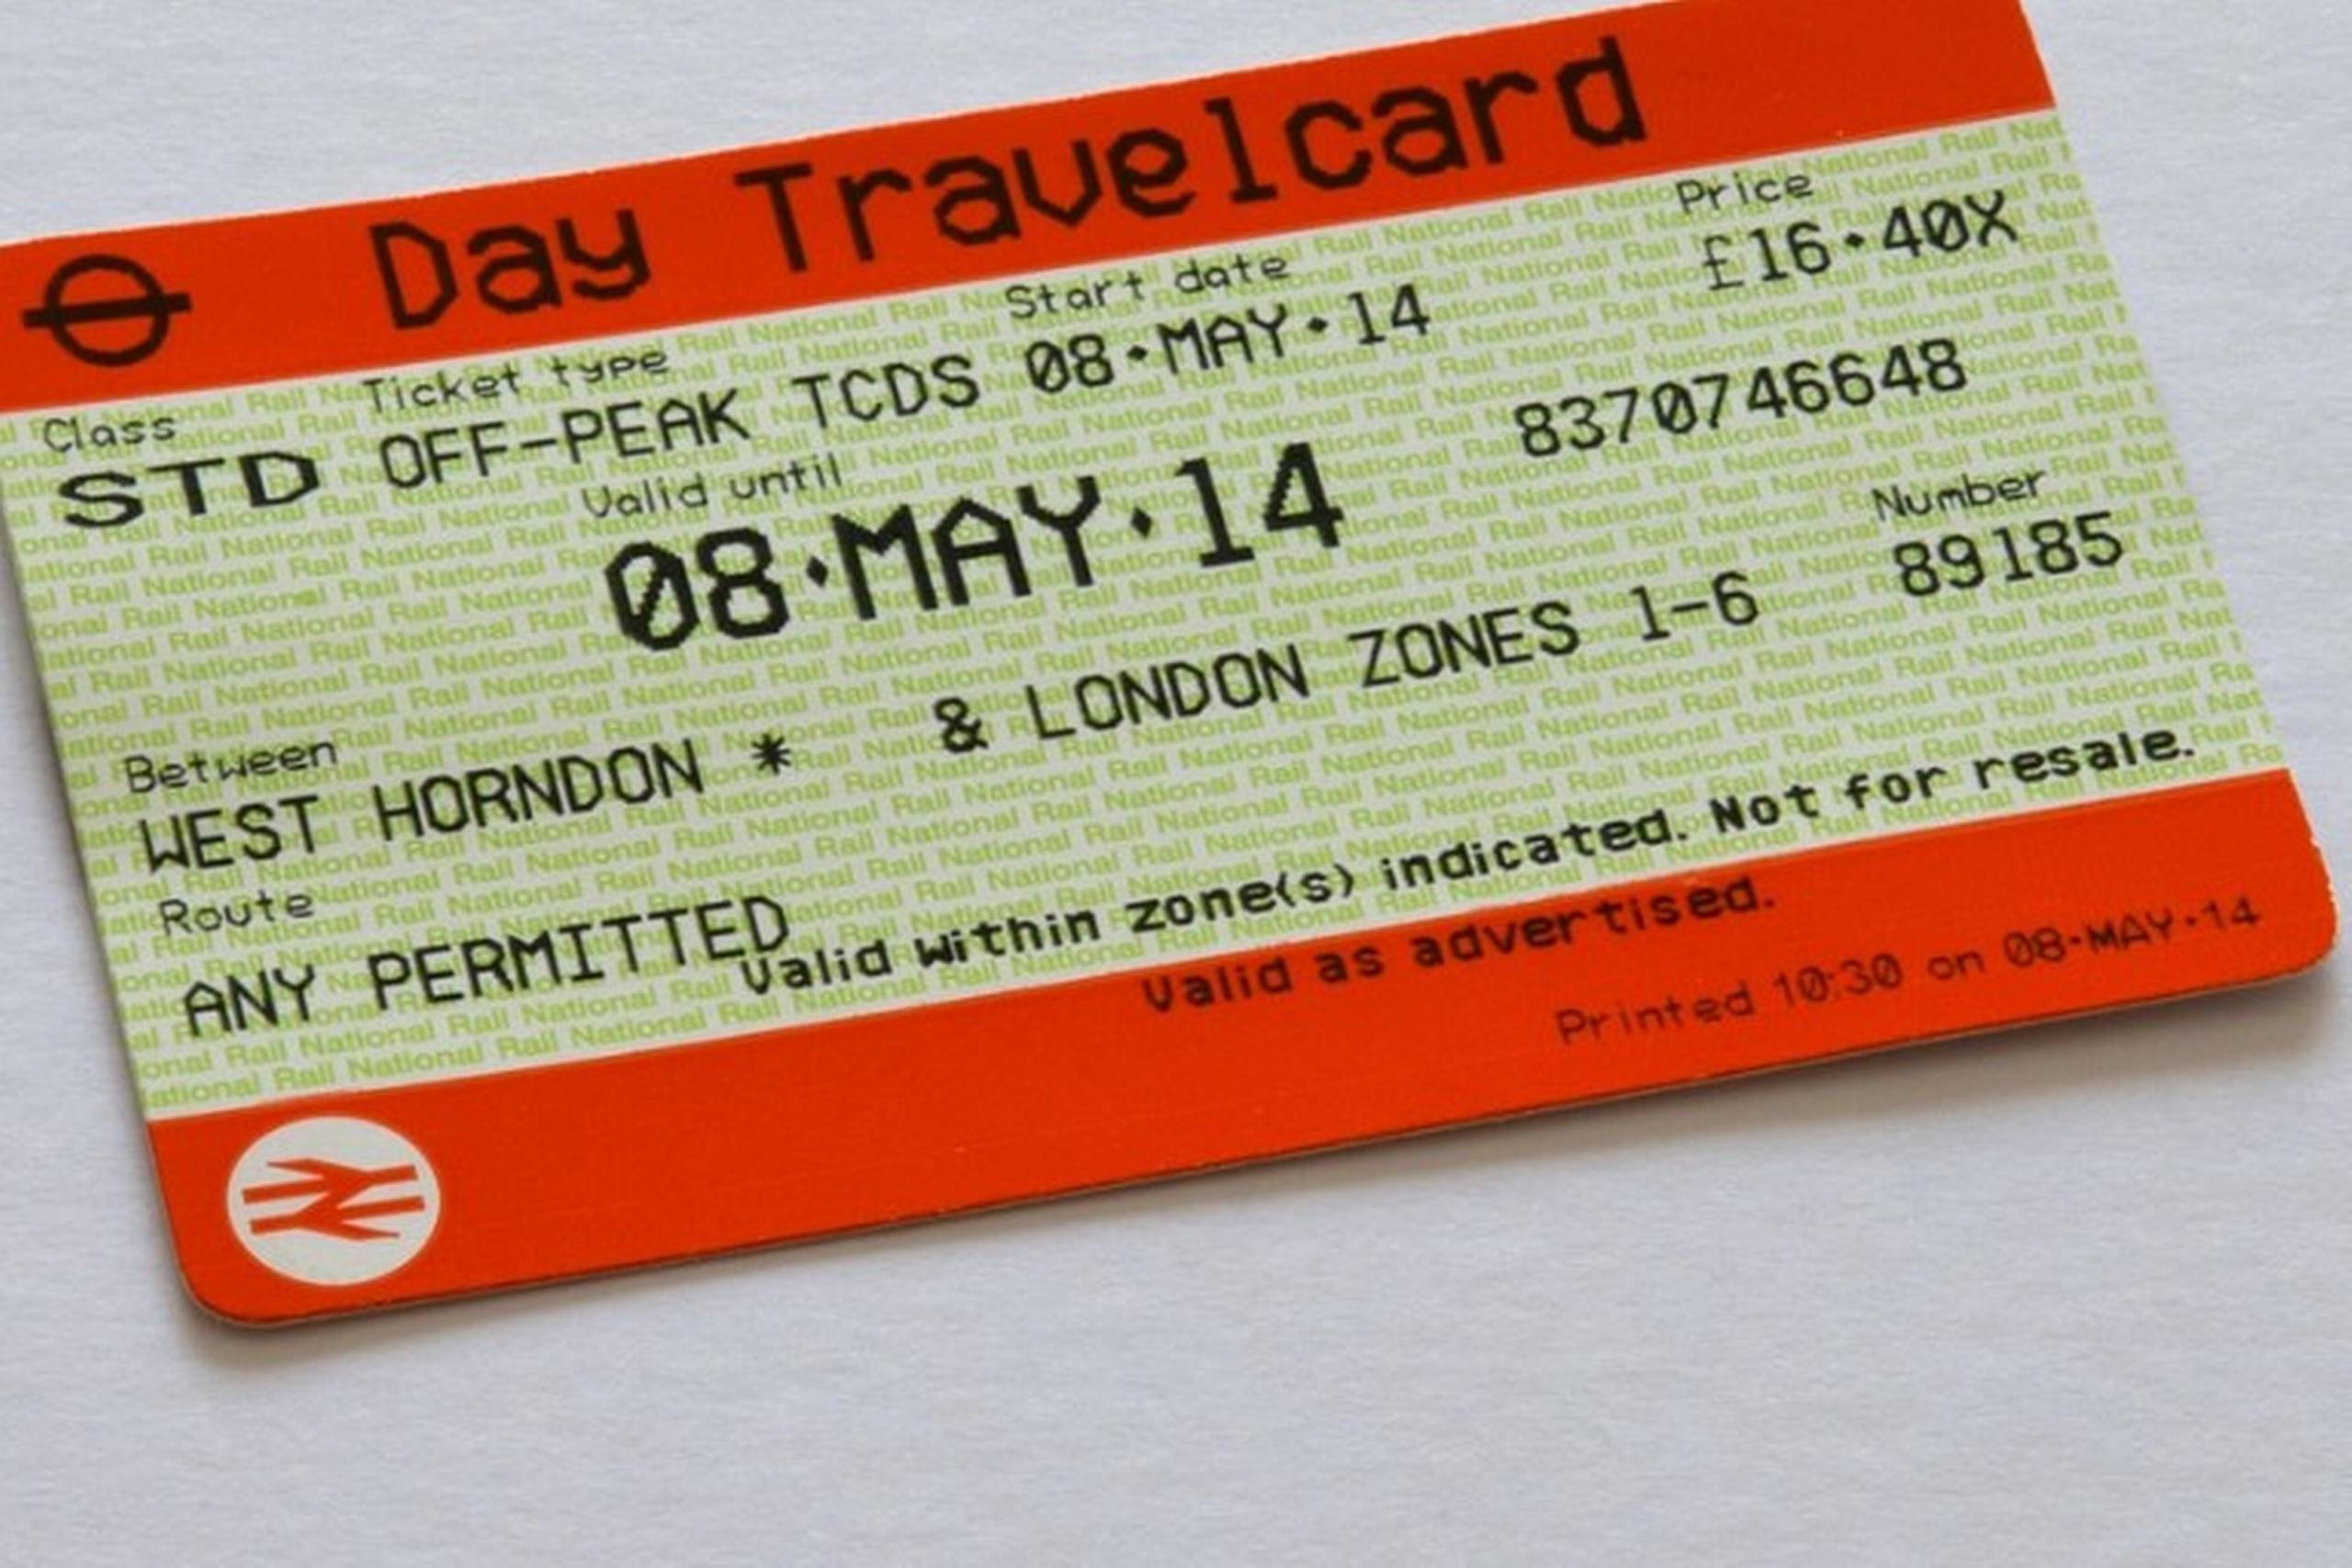 Day Travelcard
Class Ticket type Start date Price
STD OFF-PEAK TCDS 08·MAY·14 £16·40X
Valid until
08·MAY·14 8370746648
Between Number
WEST HORNDON * & LONDON ZONES 1-6 89185
Route
ANY PERMITTED
Valid within zone(s) indicated. Not for resale.
Valid as advertised.
Printed 10:30 on 08·MAY·14